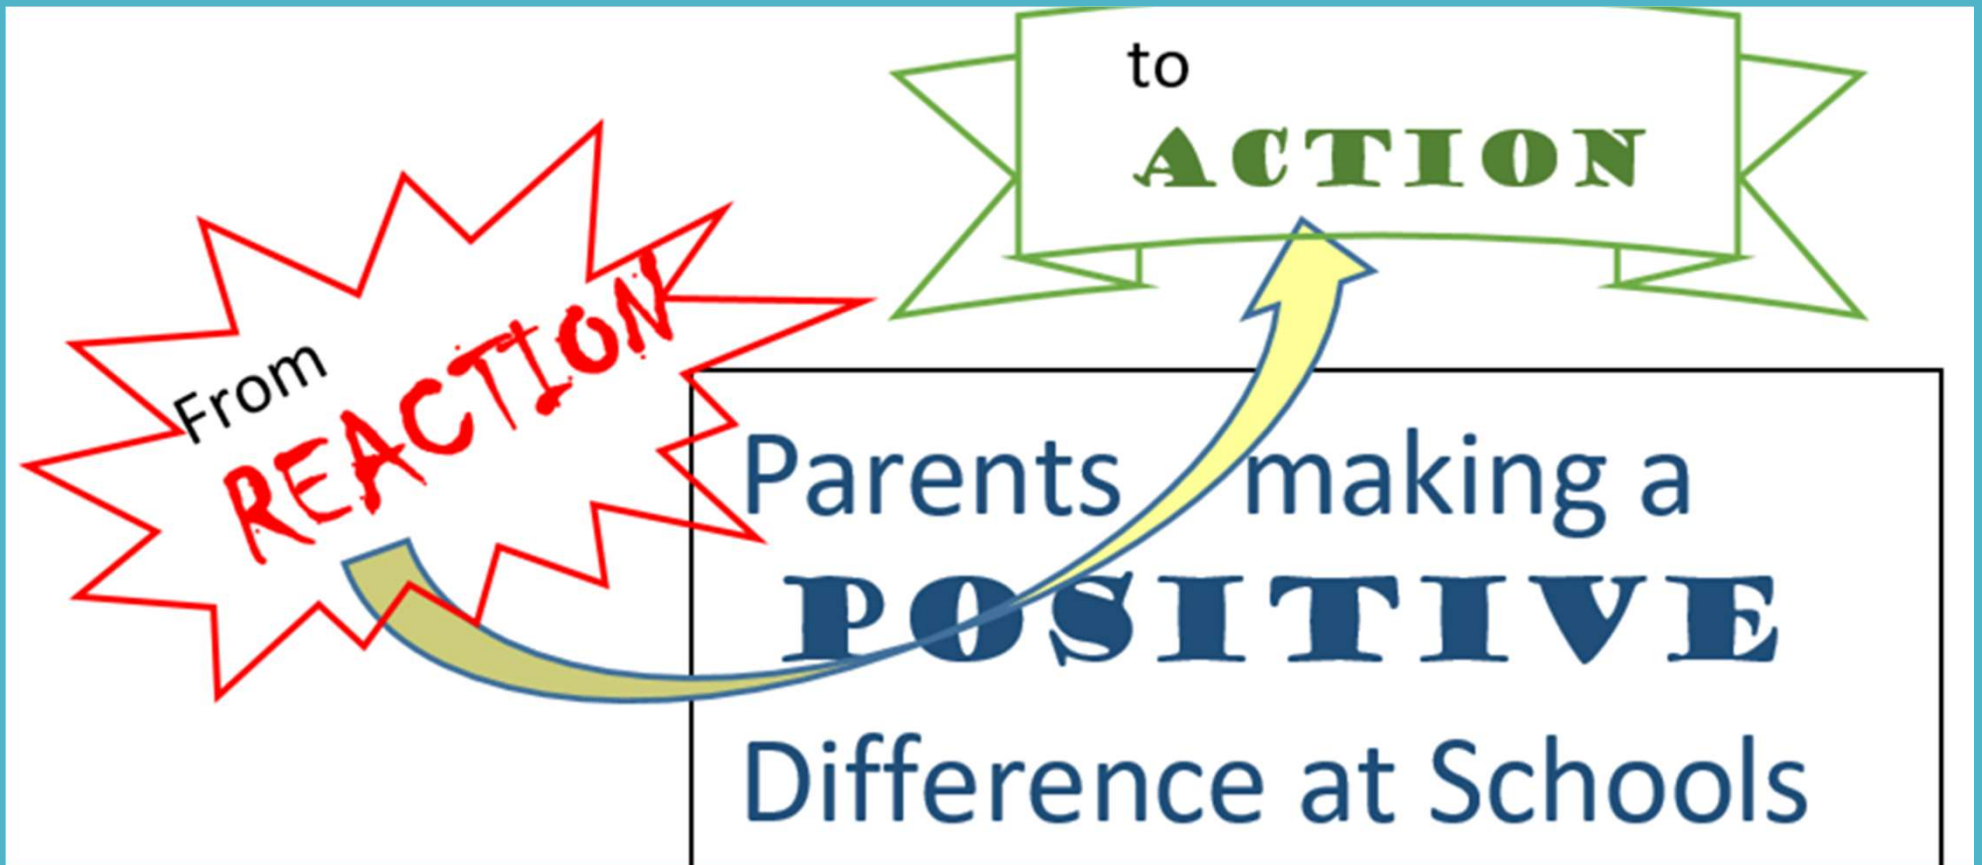 From
REACTION
to
ACTION
Parents making a
POSITIVE
Difference at Schools